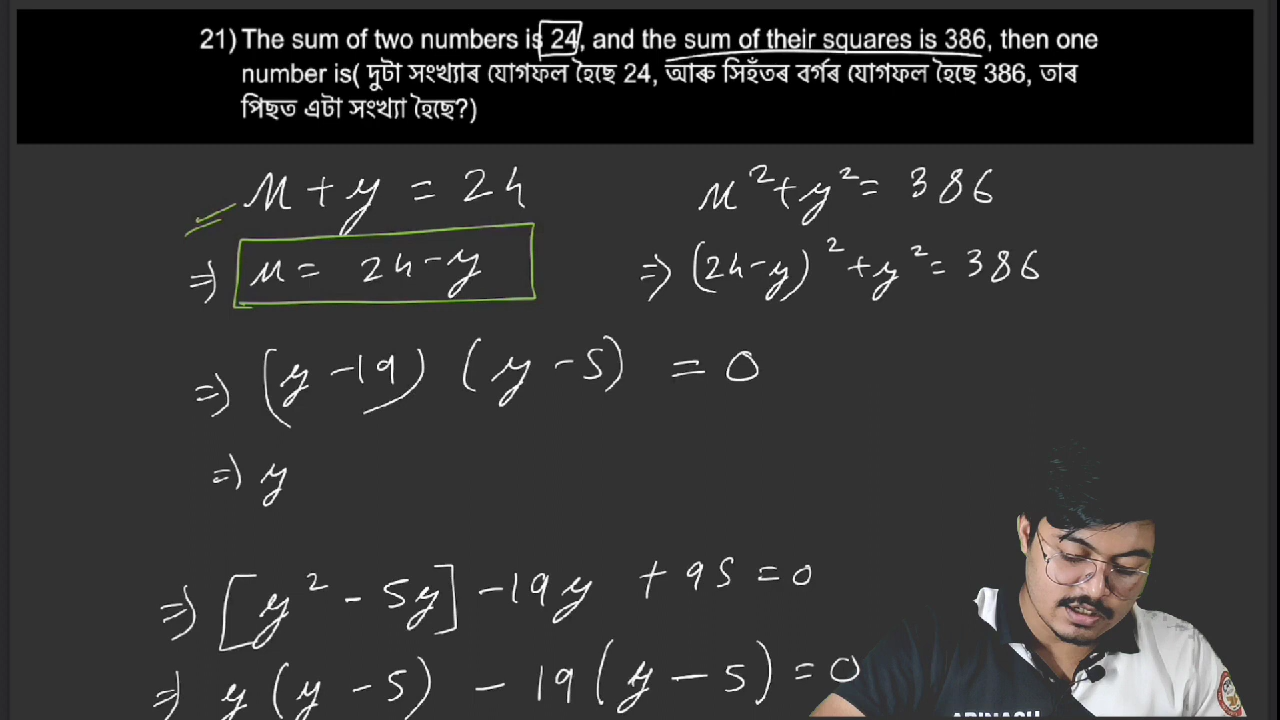 21) The sum of two numbers is 24, and the sum of their squares is 386, then one
number is( দুটা সংখ্যাৰ যোগফল হৈছে 24, আৰু সিহঁতৰ বৰ্গৰ যোগফল হৈছে 386, তাৰ
পিছত এটা সংখ্যা হৈছে?)
x + y = 24
x² + y² = 386
⇒ x = 24 - y
⇒ (24 - y)² + y² = 386
⇒ (y - 19) (y - 5) = 0
⇒ y
⇒ [y² - 5y] - 19y + 95 = 0
⇒ y (y - 5) - 19 (y - 5) = 0
ABINASH